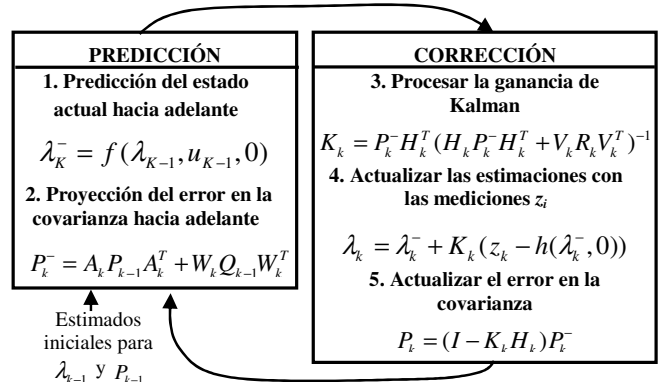 PREDICCIÓN
1. Predicción del estado
actual hacia adelante
λ_K^- = f(λ_{K-1}, u_{K-1}, 0)
2. Proyección del error en la
covarianza hacia adelante
P_k^- = A_k P_{k-1} A_k^T + W_k Q_{k-1} W_k^T
Estimados
iniciales para
λ_{k-1} y P_{k-1}
CORRECCIÓN
3. Procesar la ganancia de
Kalman
K_k = P_k^- H_k^T (H_k P_k^- H_k^T + V_k R_k V_k^T)^{-1}
4. Actualizar las estimaciones con
las mediciones z_i
λ_k = λ_k^- + K_k (z_k − h(λ_k^-, 0))
5. Actualizar el error en la
covarianza
P_k = (I − K_k H_k) P_k^-